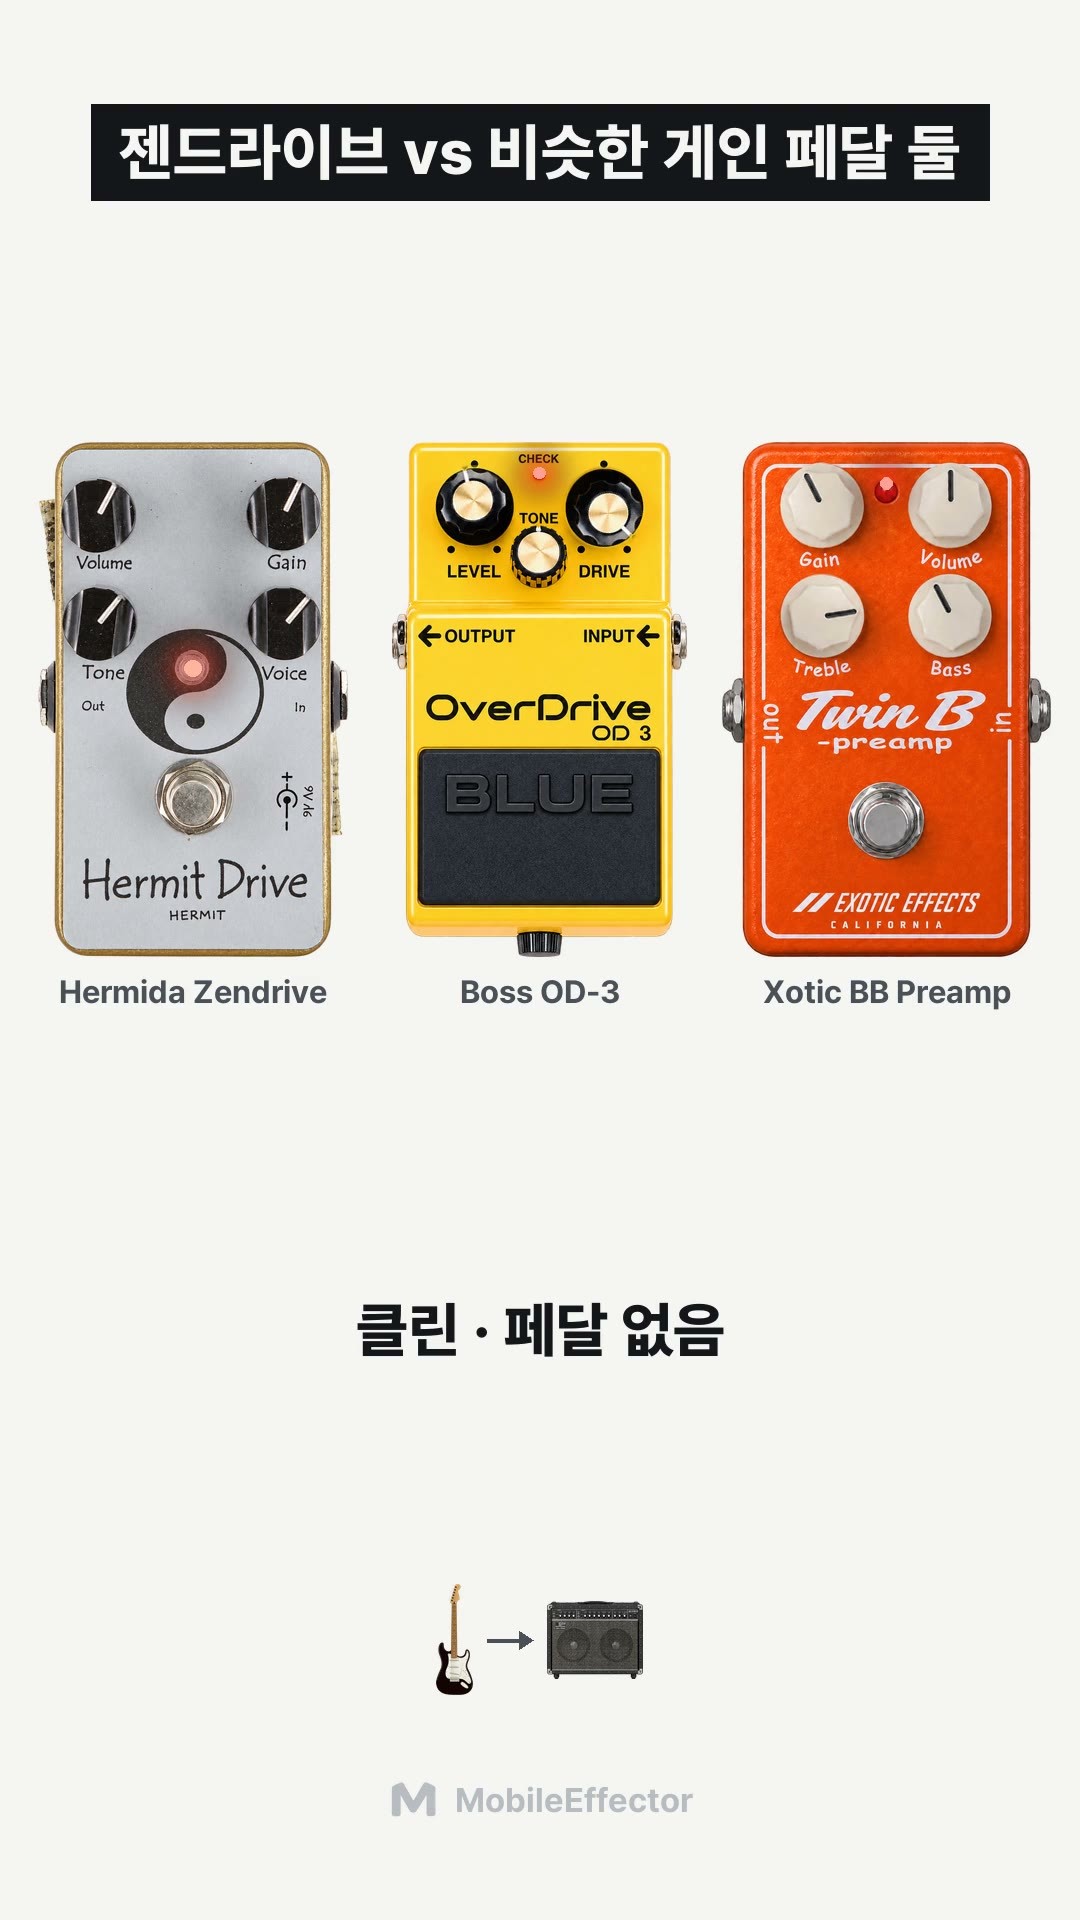 젠드라이브 vs 비슷한 게인 페달 둘
Volume
Gain
Tone
Voice
Out
In
9V dc
Hermit Drive
HERMIT
CHECK
TONE
LEVEL
DRIVE
OUTPUT
INPUT
OverDrive
OD 3
BLUE
Gain
Volume
Treble
Bass
out
in
Twin B
-preamp
EXOTIC EFFECTS
CALIFORNIA
Hermida Zendrive
Boss OD-3
Xotic BB Preamp
클린 · 페달 없음
MobileEffector